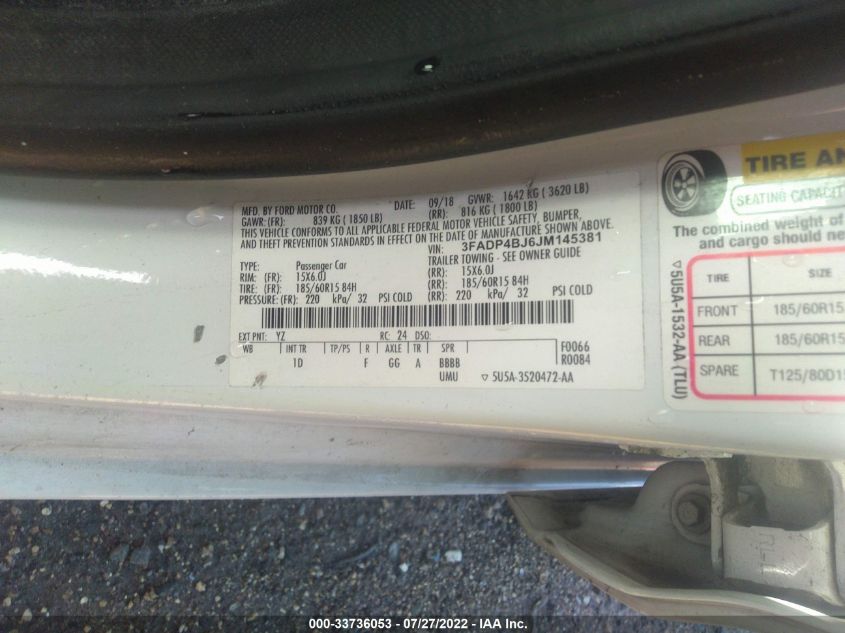 MFD. BY FORD MOTOR CO. DATE: 09/18 GVWR: 1642 KG ( 3620 LB)
GAWR: (FR): 839 KG ( 1850 LB) (RR): 816 KG ( 1800 LB)
THIS VEHICLE CONFORMS TO ALL APPLICABLE FEDERAL MOTOR VEHICLE SAFETY, BUMPER,
AND THEFT PREVENTION STANDARDS IN EFFECT ON THE DATE OF MANUFACTURE SHOWN ABOVE.
VIN: 3FADP4BJ6JM145381
TYPE: Passenger Car TRAILER TOWING - SEE OWNER GUIDE
RIM: (FR): 15X6.0J (RR): 15X6.0J
TIRE: (FR): 185/60R15 84H (RR): 185/60R15 84H
PRESSURE: (FR): 220 kPa/ 32 PSI COLD (RR): 220 kPa/ 32 PSI COLD
EXT PNT: YZ RC: 24 DSO:
WB INT TR TP/PS R AXLE TR SPR F0066
1D F GG A BBBB R0084
UMU ▽ 5U5A-3520472-AA
TIRE AN
SEATING CAPACIT
The combined weight of
and cargo should ne
▽5U5A-1532-AA (TLU)
TIRE SIZE
FRONT 185/60R15
REAR 185/60R15
SPARE T125/80D15
000-33736053 / 07/27/2022 - IAA Inc.